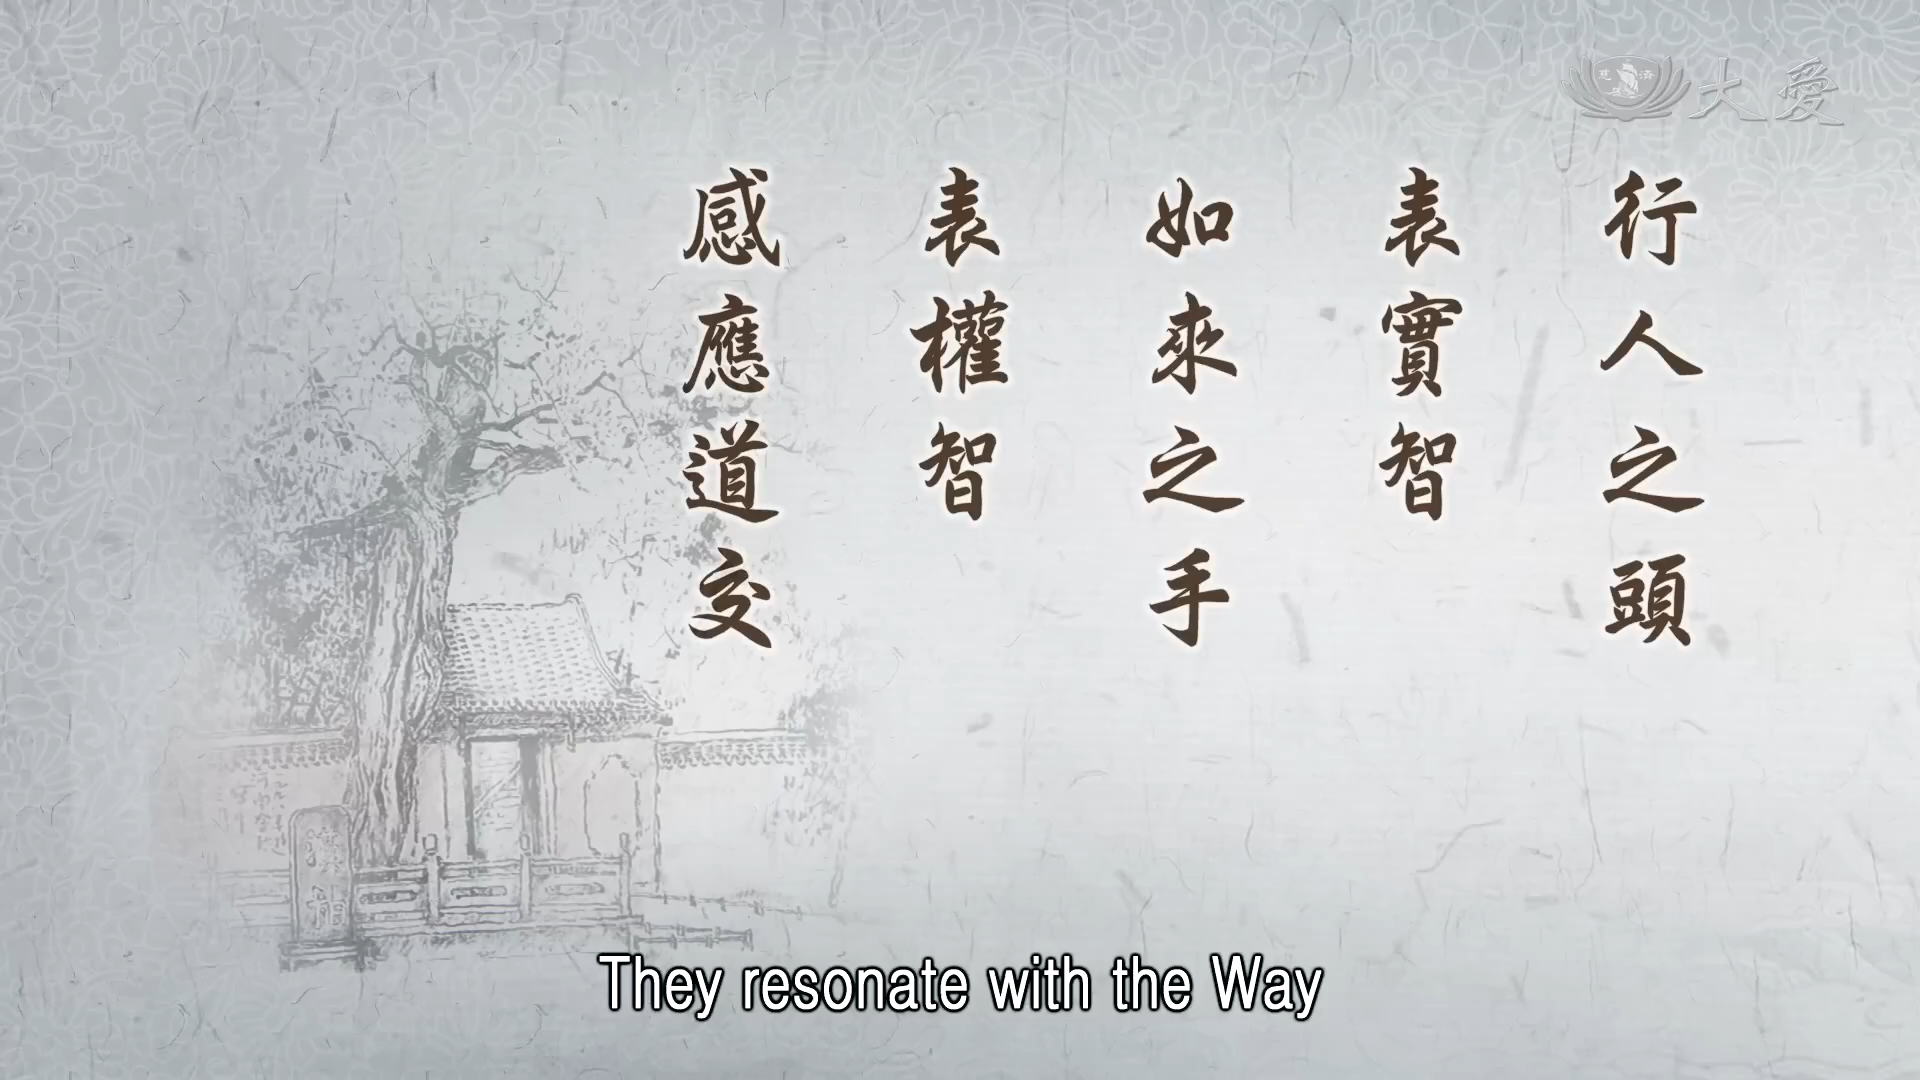 大愛
行人之頭
表實智
如來之手
表權智
感應道交
They resonate with the Way